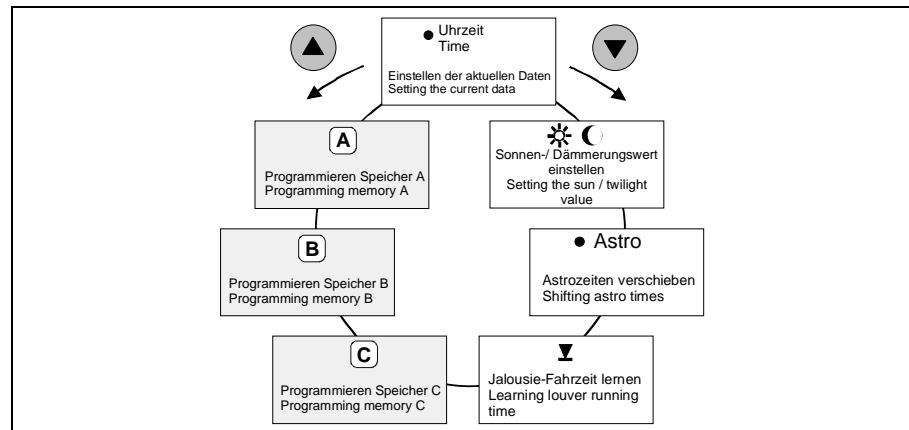 Uhrzeit
Time
Einstellen der aktuellen Daten
Setting the current data
A
Programmieren Speicher A
Programming memory A
Sonnen-/ Dämmerungswert
einstellen
Setting the sun / twilight
value
B
Programmieren Speicher B
Programming memory B
Astro
Astrozeiten verschieben
Shifting astro times
C
Programmieren Speicher C
Programming memory C
Jalousie-Fahrzeit lernen
Learning louver running
time